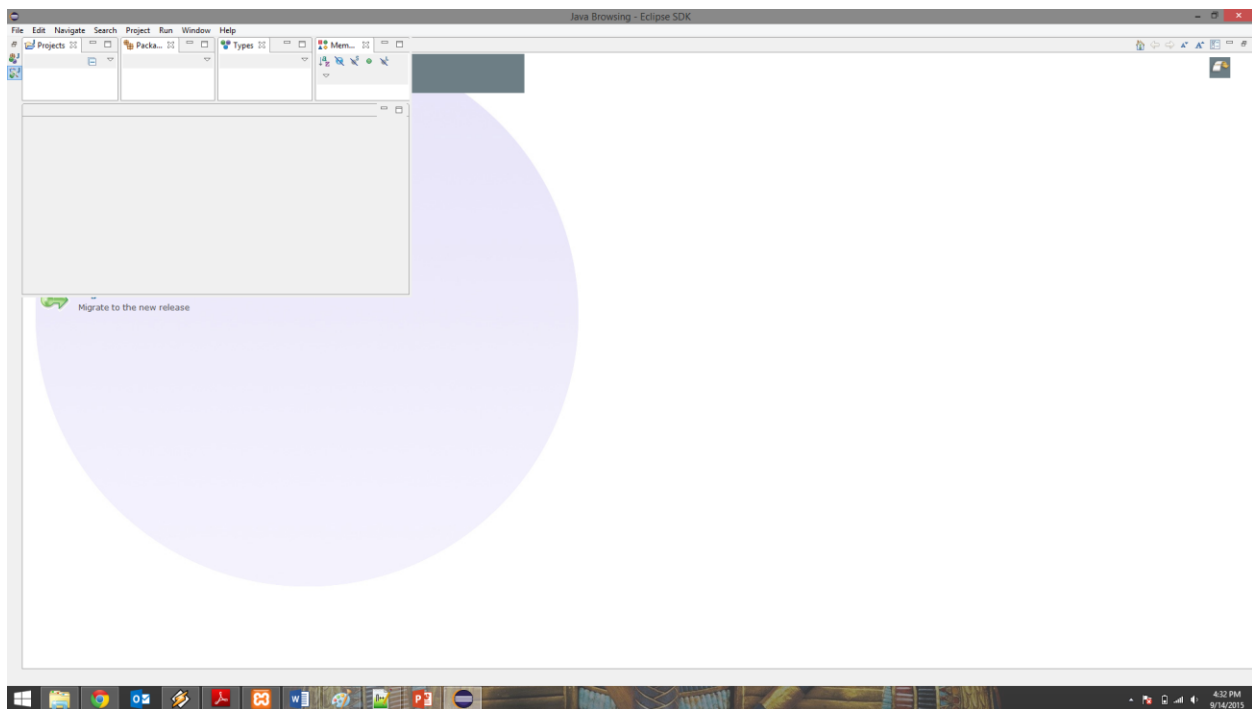 Java Browsing - Eclipse SDK
File Edit Navigate Search Project Run Window Help
Projects Packa... Types Mem...
Migrate to the new release
4:32 PM
9/14/2015